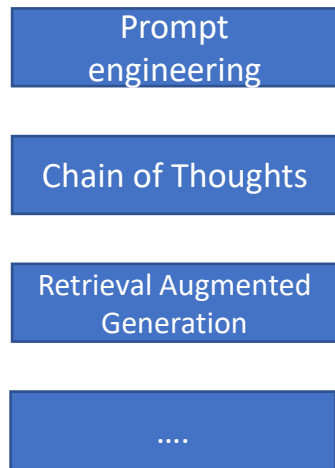 Prompt
engineering
Chain of Thoughts
Retrieval Augmented
Generation
....